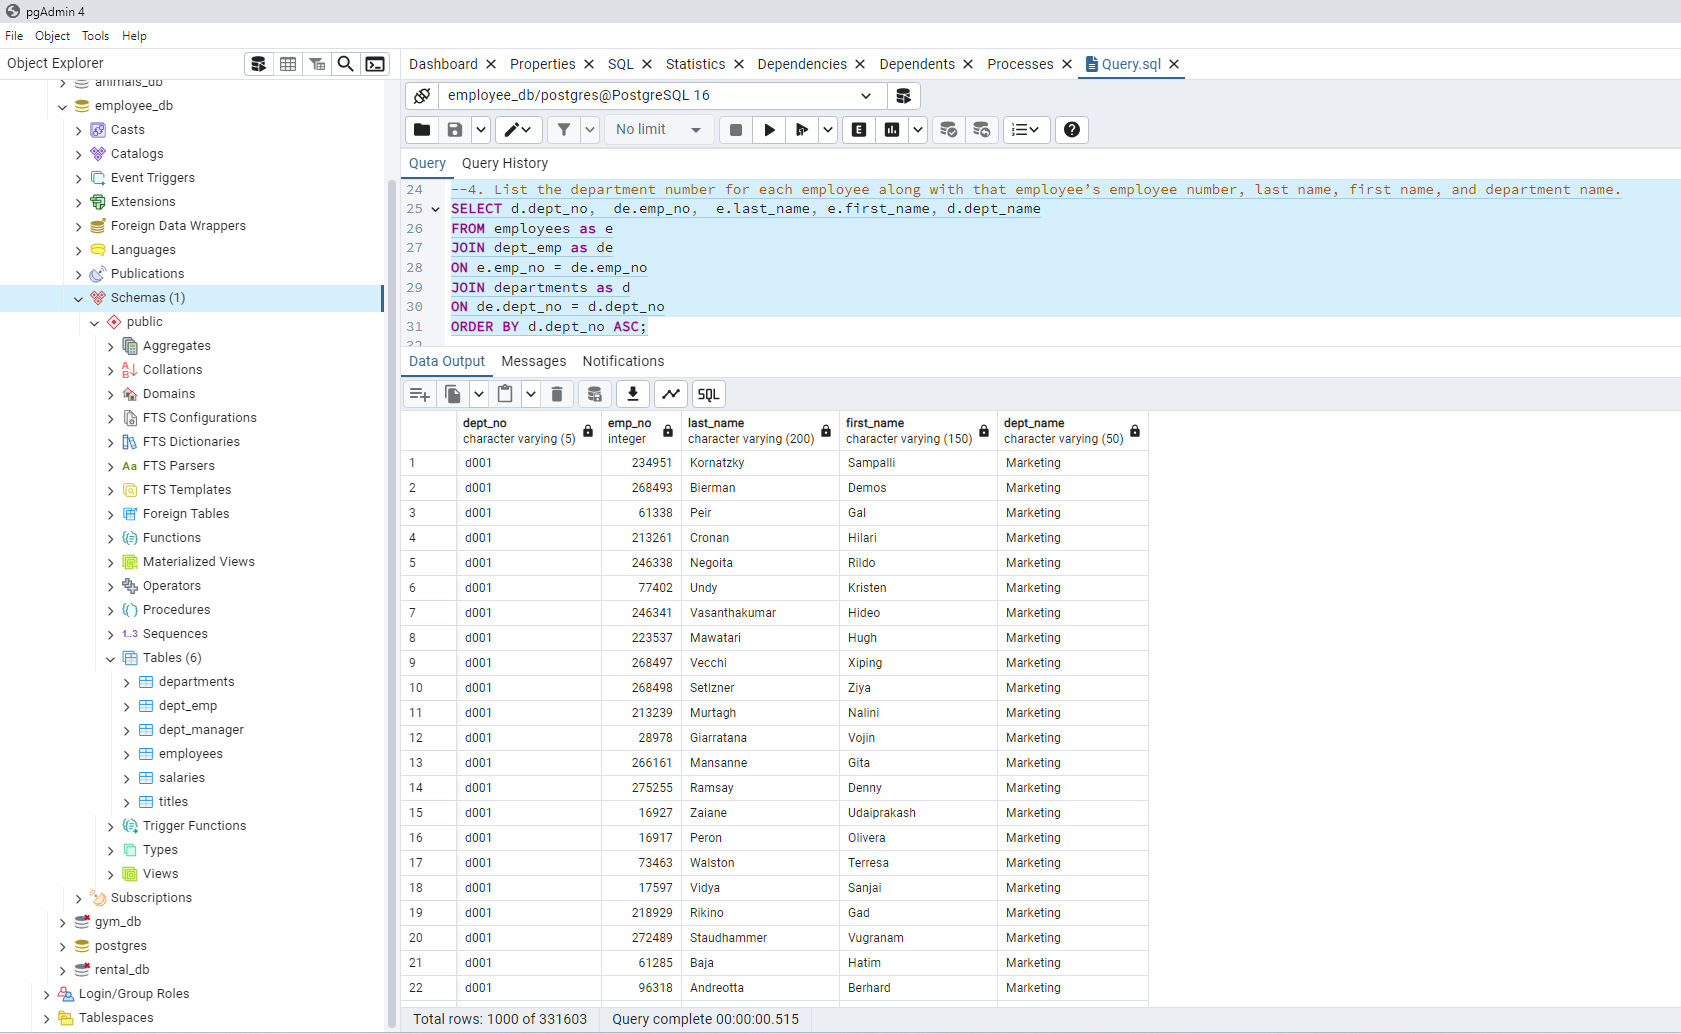 pgAdmin 4
File Object Tools Help
Object Explorer
animals_db
employee_db
Casts
Catalogs
Event Triggers
Extensions
Foreign Data Wrappers
Languages
Publications
Schemas (1)
public
Aggregates
Collations
Domains
FTS Configurations
FTS Dictionaries
Aa FTS Parsers
FTS Templates
Foreign Tables
Functions
Materialized Views
Operators
Procedures
1..3 Sequences
Tables (6)
departments
dept_emp
dept_manager
employees
salaries
titles
Trigger Functions
Types
Views
Subscriptions
gym_db
postgres
rental_db
Login/Group Roles
Tablespaces
Dashboard Properties SQL Statistics Dependencies Dependents Processes Query.sql
employee_db/postgres@PostgreSQL 16
No limit E
Query Query History
24 --4. List the department number for each employee along with that employee’s employee number, last name, first name, and department name.
25 SELECT d.dept_no,  de.emp_no,  e.last_name, e.first_name, d.dept_name
26 FROM employees as e
27 JOIN dept_emp as de
28 ON e.emp_no = de.emp_no
29 JOIN departments as d
30 ON de.dept_no = d.dept_no
31 ORDER BY d.dept_no ASC;
32
Data Output Messages Notifications
SQL
dept_no emp_no last_name first_name dept_name
character varying (5) integer character varying (200) character varying (150) character varying (50)
1 d001 234951 Kornatzky Sampalli Marketing
2 d001 268493 Bierman Demos Marketing
3 d001 61338 Peir Gal Marketing
4 d001 213261 Cronan Hilari Marketing
5 d001 246338 Negoita Rildo Marketing
6 d001 77402 Undy Kristen Marketing
7 d001 246341 Vasanthakumar Hideo Marketing
8 d001 223537 Mawatari Hugh Marketing
9 d001 268497 Vecchi Xiping Marketing
10 d001 268498 Setlzner Ziya Marketing
11 d001 213239 Murtagh Nalini Marketing
12 d001 28978 Giarratana Vojin Marketing
13 d001 266161 Mansanne Gita Marketing
14 d001 275255 Ramsay Denny Marketing
15 d001 16927 Zaiane Udaiprakash Marketing
16 d001 16917 Peron Olivera Marketing
17 d001 73463 Walston Terresa Marketing
18 d001 17597 Vidya Sanjai Marketing
19 d001 218929 Rikino Gad Marketing
20 d001 272489 Staudhammer Vugranam Marketing
21 d001 61285 Baja Hatim Marketing
22 d001 96318 Andreotta Berhard Marketing
Total rows: 1000 of 331603 Query complete 00:00:00.515